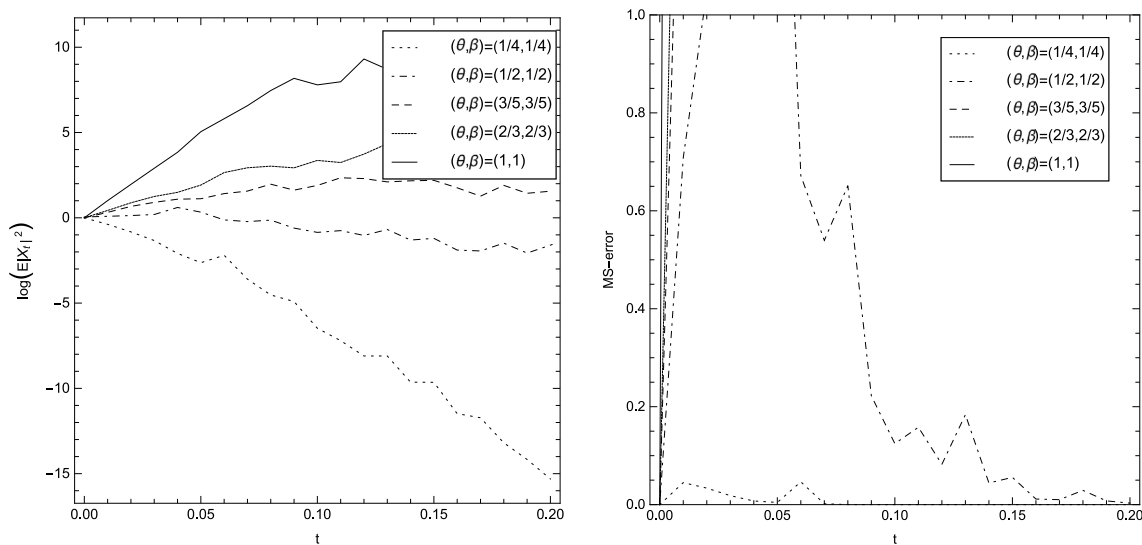 10
5
0
−5
−10
−15
log(E|Xₜ|²)
0.00
0.05
0.10
0.15
0.20
t
(θ,β)=(1/4,1/4)
(θ,β)=(1/2,1/2)
(θ,β)=(3/5,3/5)
(θ,β)=(2/3,2/3)
(θ,β)=(1,1)
1.0
0.8
0.6
0.4
0.2
0.0
MS−error
0.00
0.05
0.10
0.15
0.20
t
(θ,β)=(1/4,1/4)
(θ,β)=(1/2,1/2)
(θ,β)=(3/5,3/5)
(θ,β)=(2/3,2/3)
(θ,β)=(1,1)